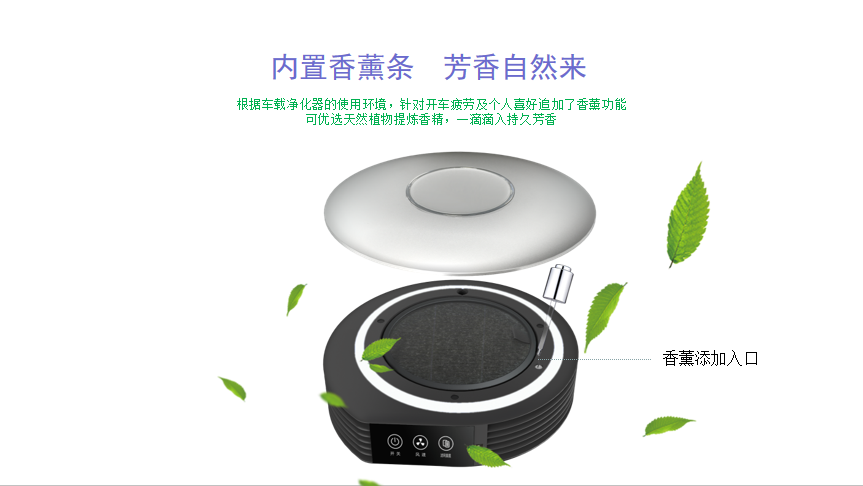 内置香薰条 芳香自然来
根据车载净化器的使用环境，针对开车疲劳及个人喜好追加了香薰功能
可优选天然植物提炼香精，一滴滴入持久芳香
香薰添加入口
开关 风速